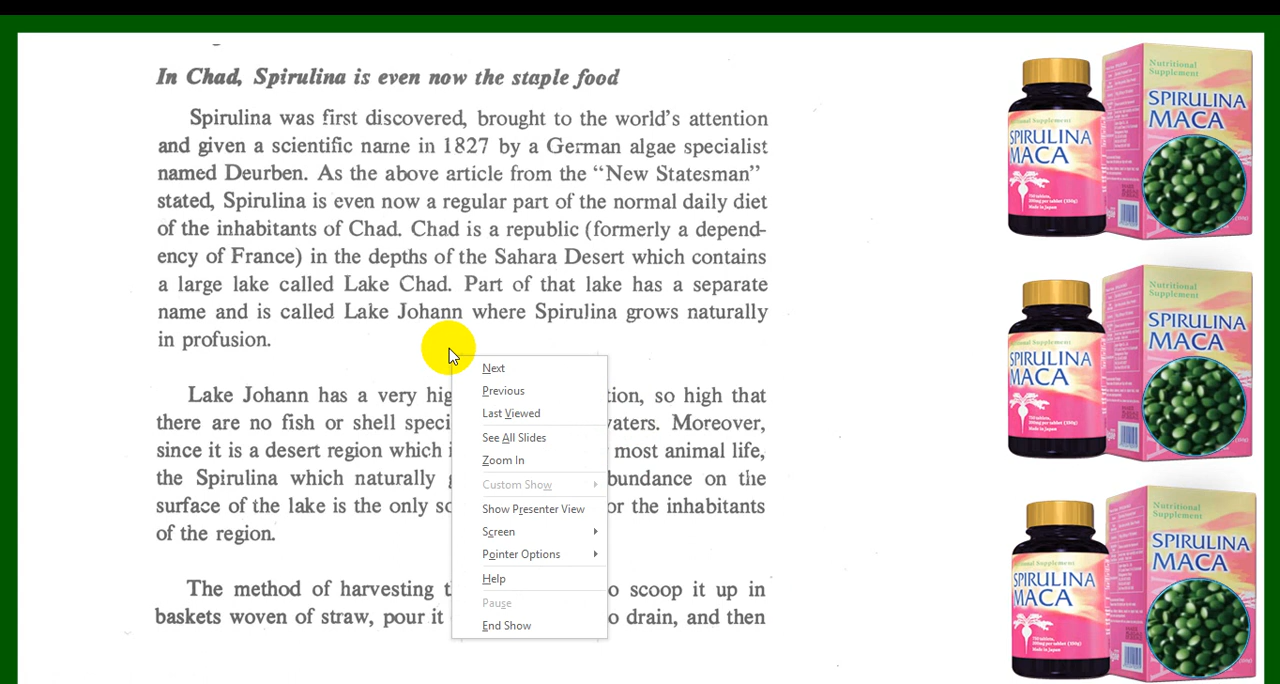 In Chad, Spirulina is even now the staple food
Spirulina was first discovered, brought to the world's attention
and given a scientific name in 1827 by a German algae specialist
named Deurben. As the above article from the “New Statesman”
stated, Spirulina is even now a regular part of the normal daily diet
of the inhabitants of Chad. Chad is a republic (formerly a depend-
ency of France) in the depths of the Sahara Desert which contains
a large lake called Lake Chad. Part of that lake has a separate
name and is called Lake Johann where Spirulina grows naturally
in profusion.
Lake Johann has a very so high that
there are no fish or shell Moreover,
since it is a desert region which most animal life,
the Spirulina which naturally on the
surface of the lake is the only the inhabitants
of the region.
The method of harvesting scoop it up in
baskets woven of straw, pour it drain, and then
Next
Previous
Last Viewed
See All Slides
Zoom In
Custom Show
Show Presenter View
Screen
Pointer Options
Help
Pause
End Show
SPIRULINA
MACA
Made in Japan
Nutritional
Supplement
SPIRULINA
MACA
SPIRULINA
MACA
Made in Japan
Nutritional
Supplement
SPIRULINA
MACA
SPIRULINA
MACA
Made in Japan
Nutritional
Supplement
SPIRULINA
MACA